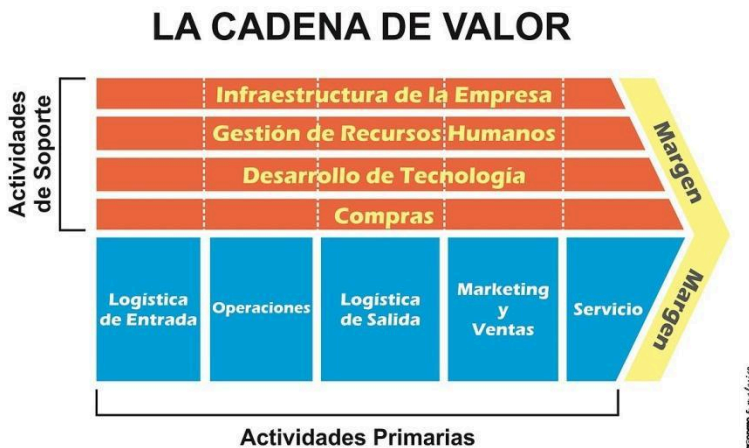 LA CADENA DE VALOR
Actividades
de Soporte
Infraestructura de la Empresa
Gestión de Recursos Humanos
Desarrollo de Tecnología
Compras
Margen
Logística
de Entrada
Operaciones
Logística
de Salida
Marketing
y
Ventas
Servicio
Margen
Actividades Primarias